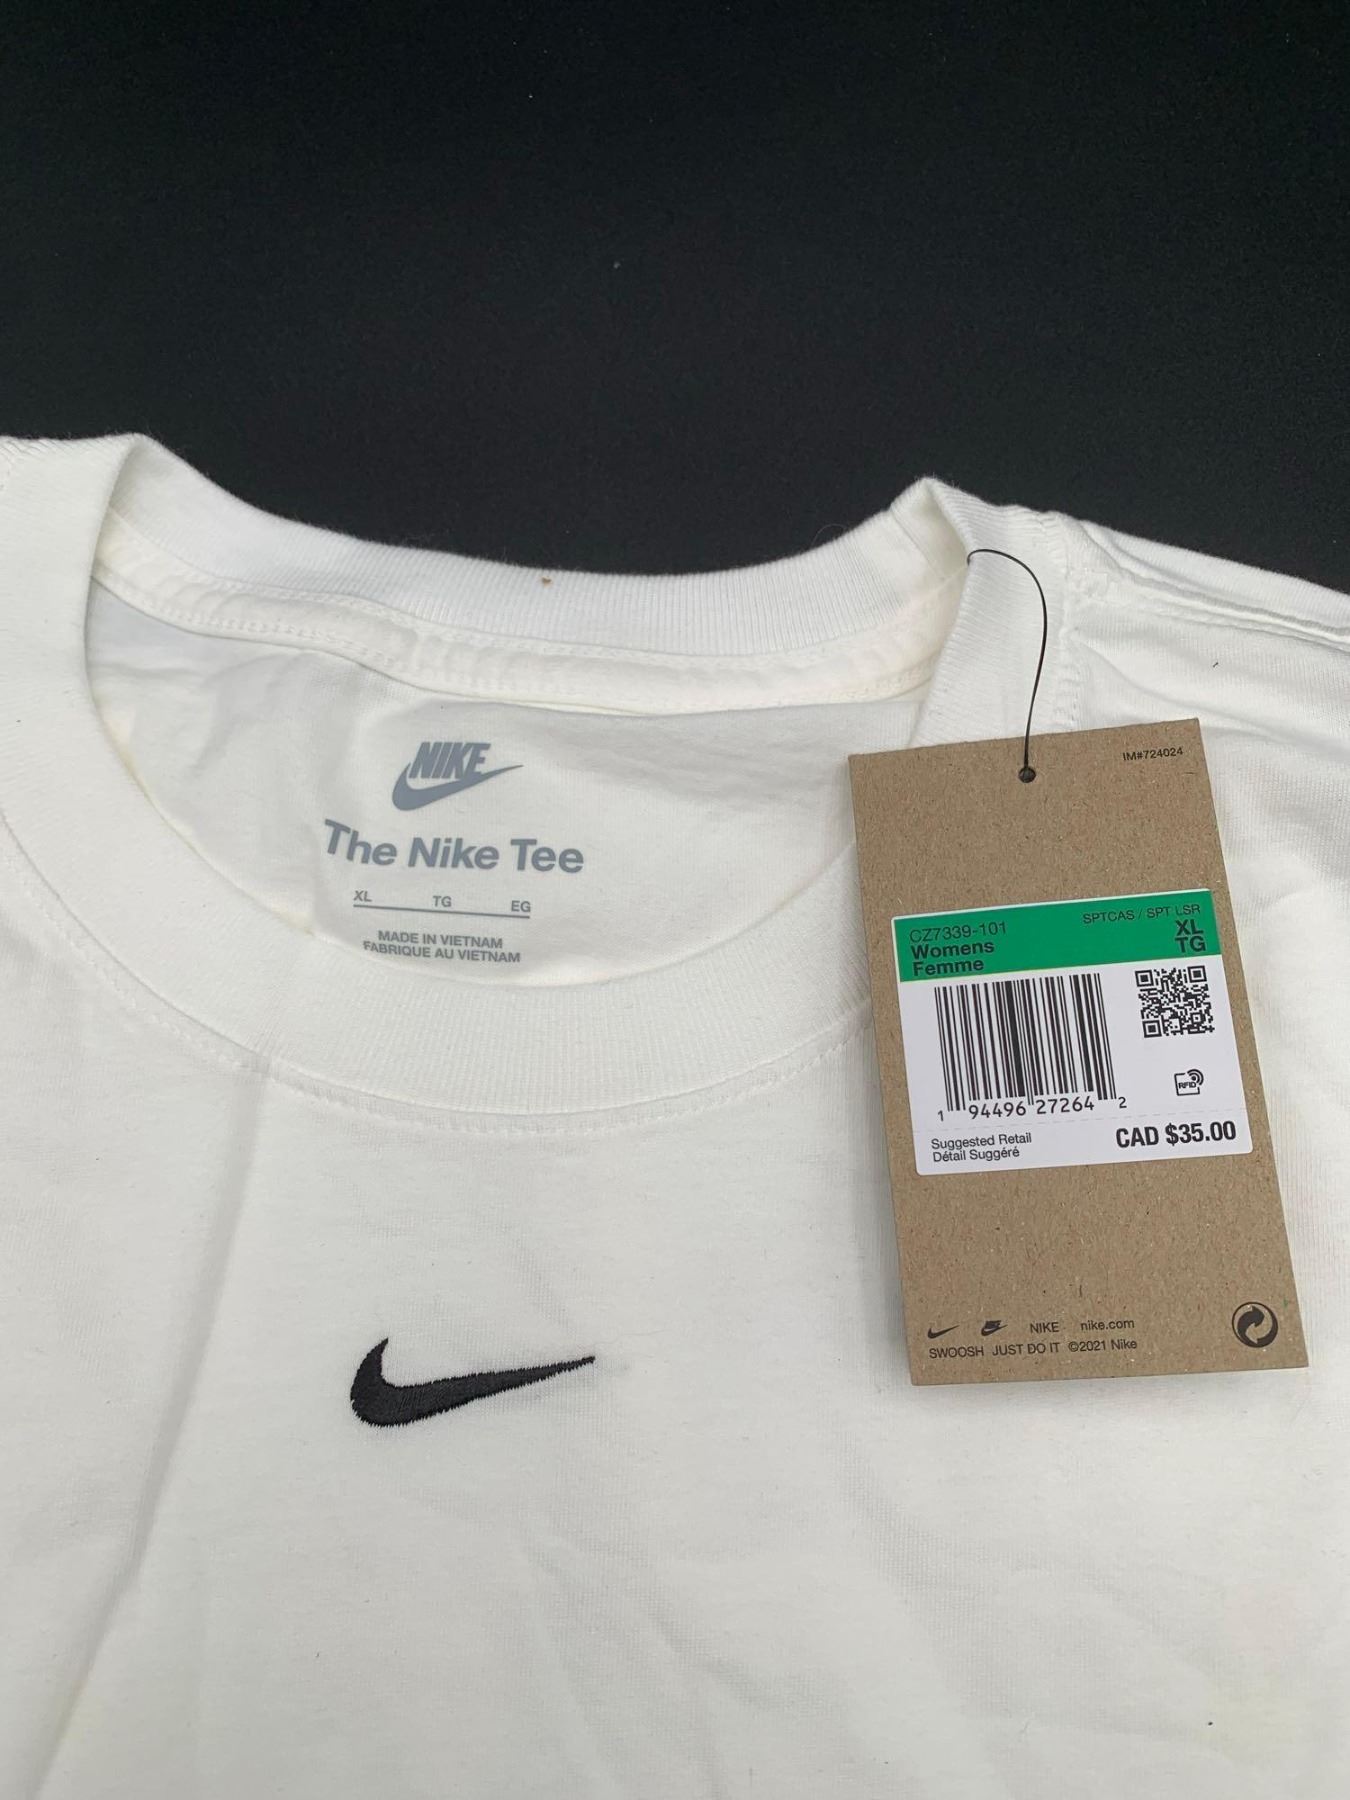 NIKE
The Nike Tee
XL TG EG
MADE IN VIETNAM
FABRIQUE AU VIETNAM
IM#724024
SPTCAS / SPT LSR
CZ7339-101 XL
Womens TG
Femme
RFID
1 94496 27264 2
Suggested Retail CAD $35.00
Détail Suggéré
NIKE nike.com
SWOOSH JUST DO IT ©2021 Nike